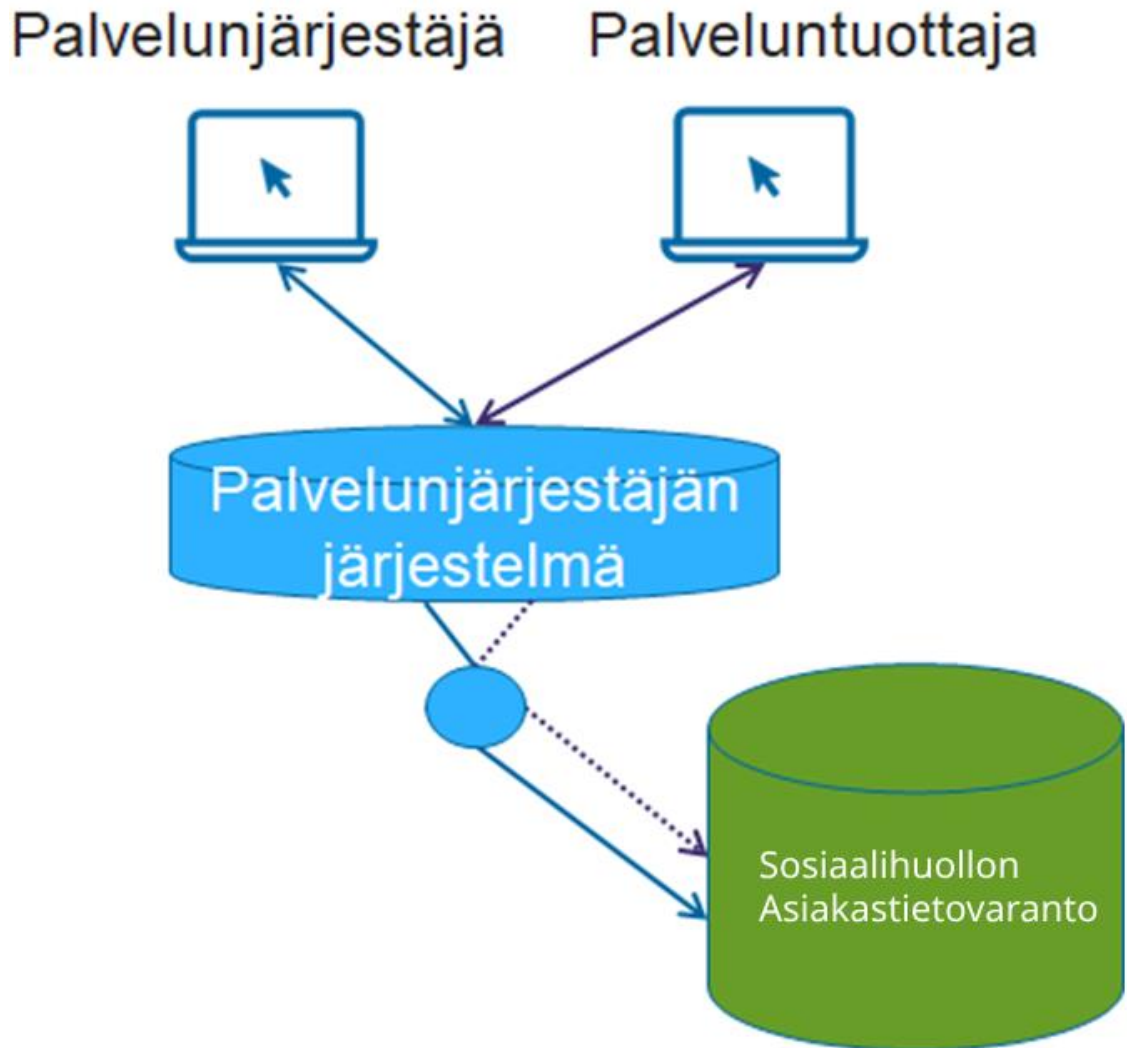 Palvelunjärjestäjä
Palveluntuottaja
Palvelunjärjestäjän
järjestelmä
Sosiaalihuollon
Asiakastietovaranto